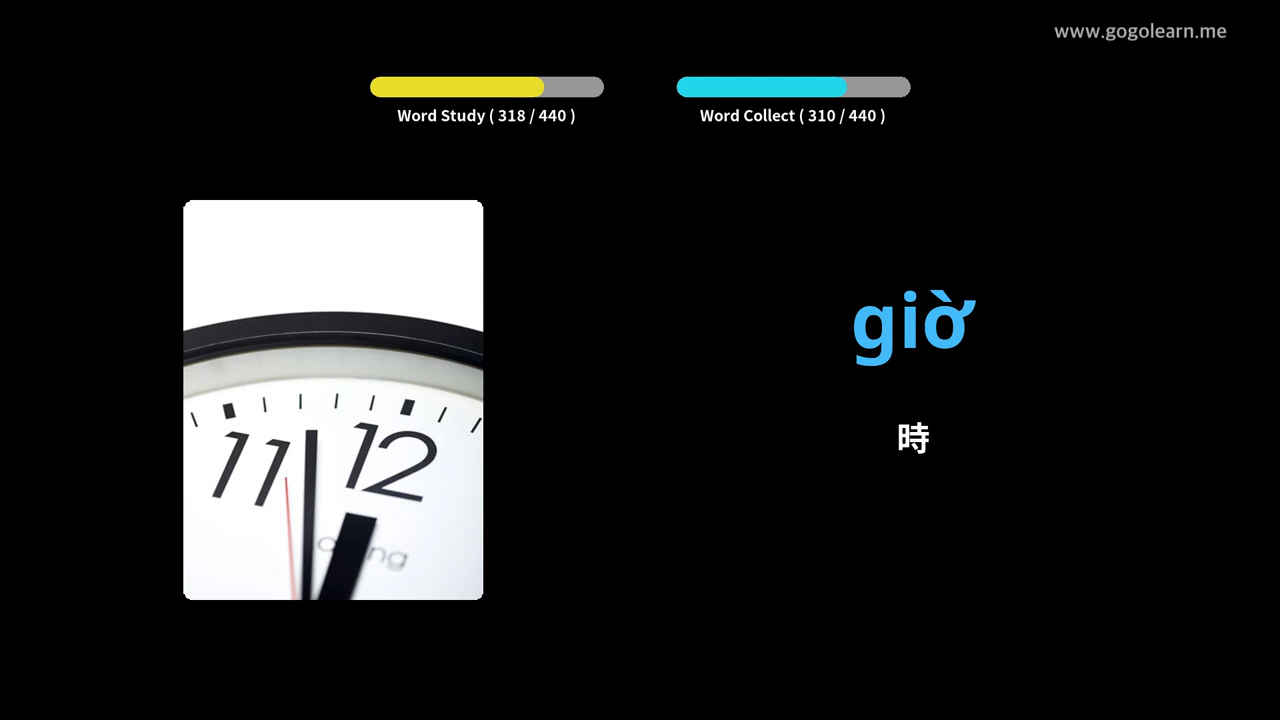 www.gogolearn.me
Word Study ( 318 / 440 )
Word Collect ( 310 / 440 )
11 12
giờ
時